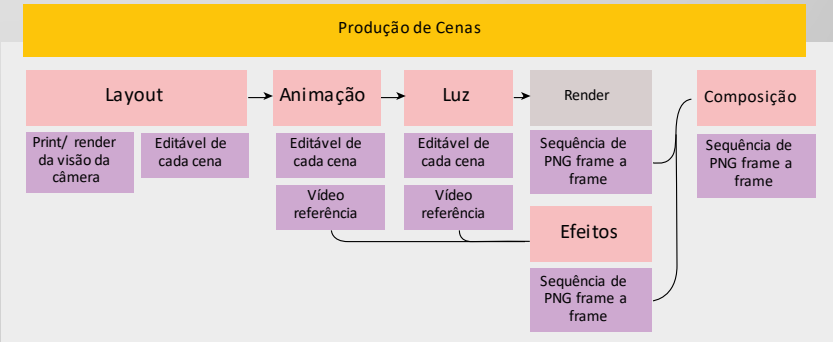 Produção de Cenas
Layout
Animação
Luz
Render
Composição
Print/ render
da visão da
câmera
Editável de
cada cena
Editável de
cada cena
Editável de
cada cena
Sequência de
PNG frame a
frame
Sequência de
PNG frame a
frame
Vídeo
referência
Vídeo
referência
Efeitos
Sequência de
PNG frame a
frame